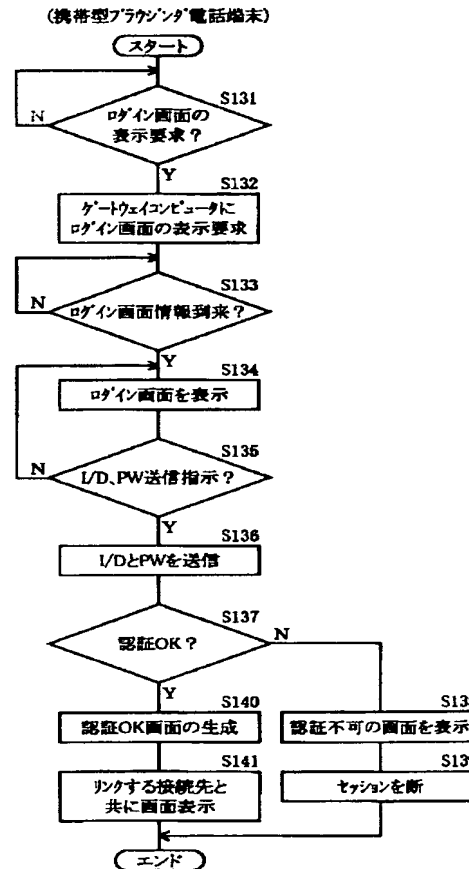 (携帯型ブラウジング電話端末)
スタート
S131
ログイン画面の
表示要求?
N
Y
S132
ゲートウェイコンピュータに
ログイン画面の表示要求
S133
ログイン画面情報到来?
N
Y
S134
ログイン画面を表示
S135
I/D、PW送信指示?
N
Y
S136
I/DとPWを送信
S137
認証OK?
N
Y
S140
認証OK画面の生成
S13
認証不可の画面を表示
S141
リンクする接続先と
共に画面表示
S13
セッションを断
エンド